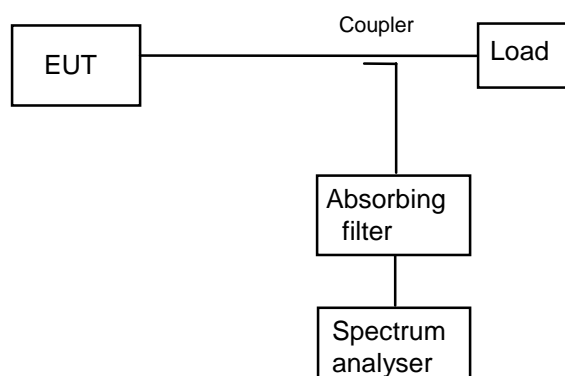 Coupler
EUT
Load
Absorbing
filter
Spectrum
analyser